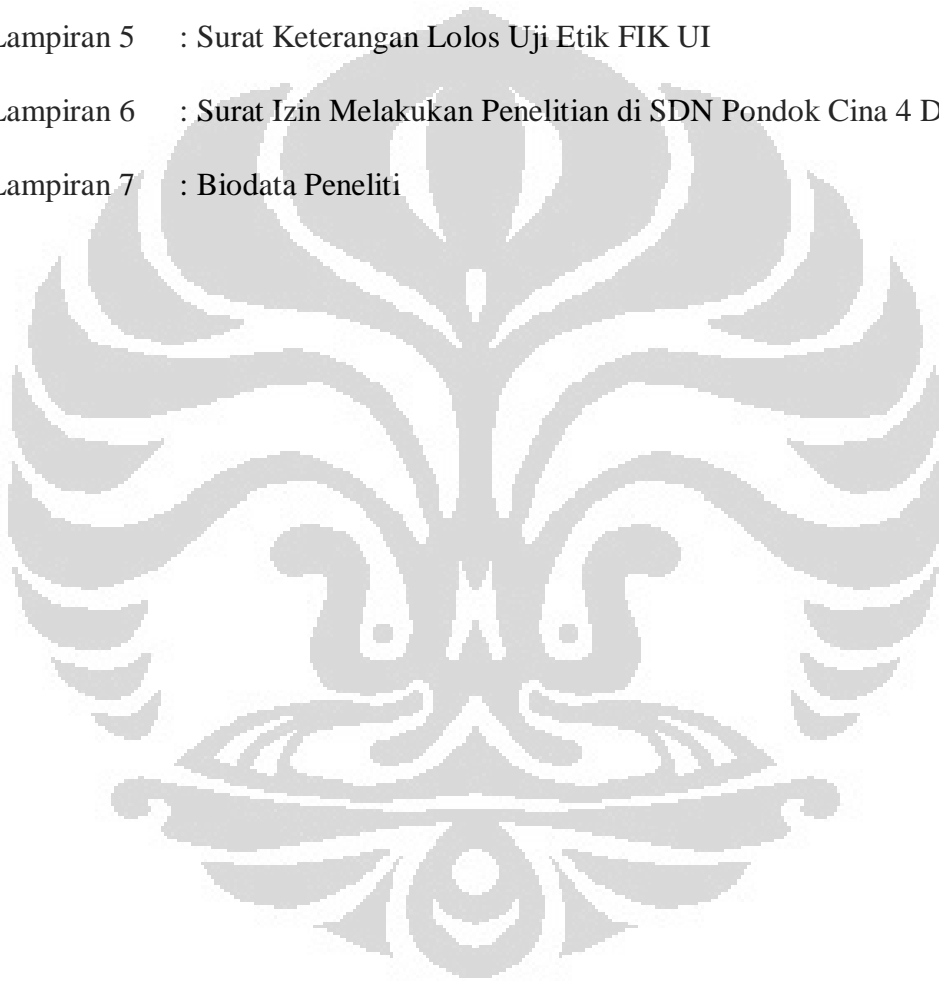 Lampiran 5 : Surat Keterangan Lolos Uji Etik FIK UI
Lampiran 6 : Surat Izin Melakukan Penelitian di SDN Pondok Cina 4 D
Lampiran 7 : Biodata Peneliti